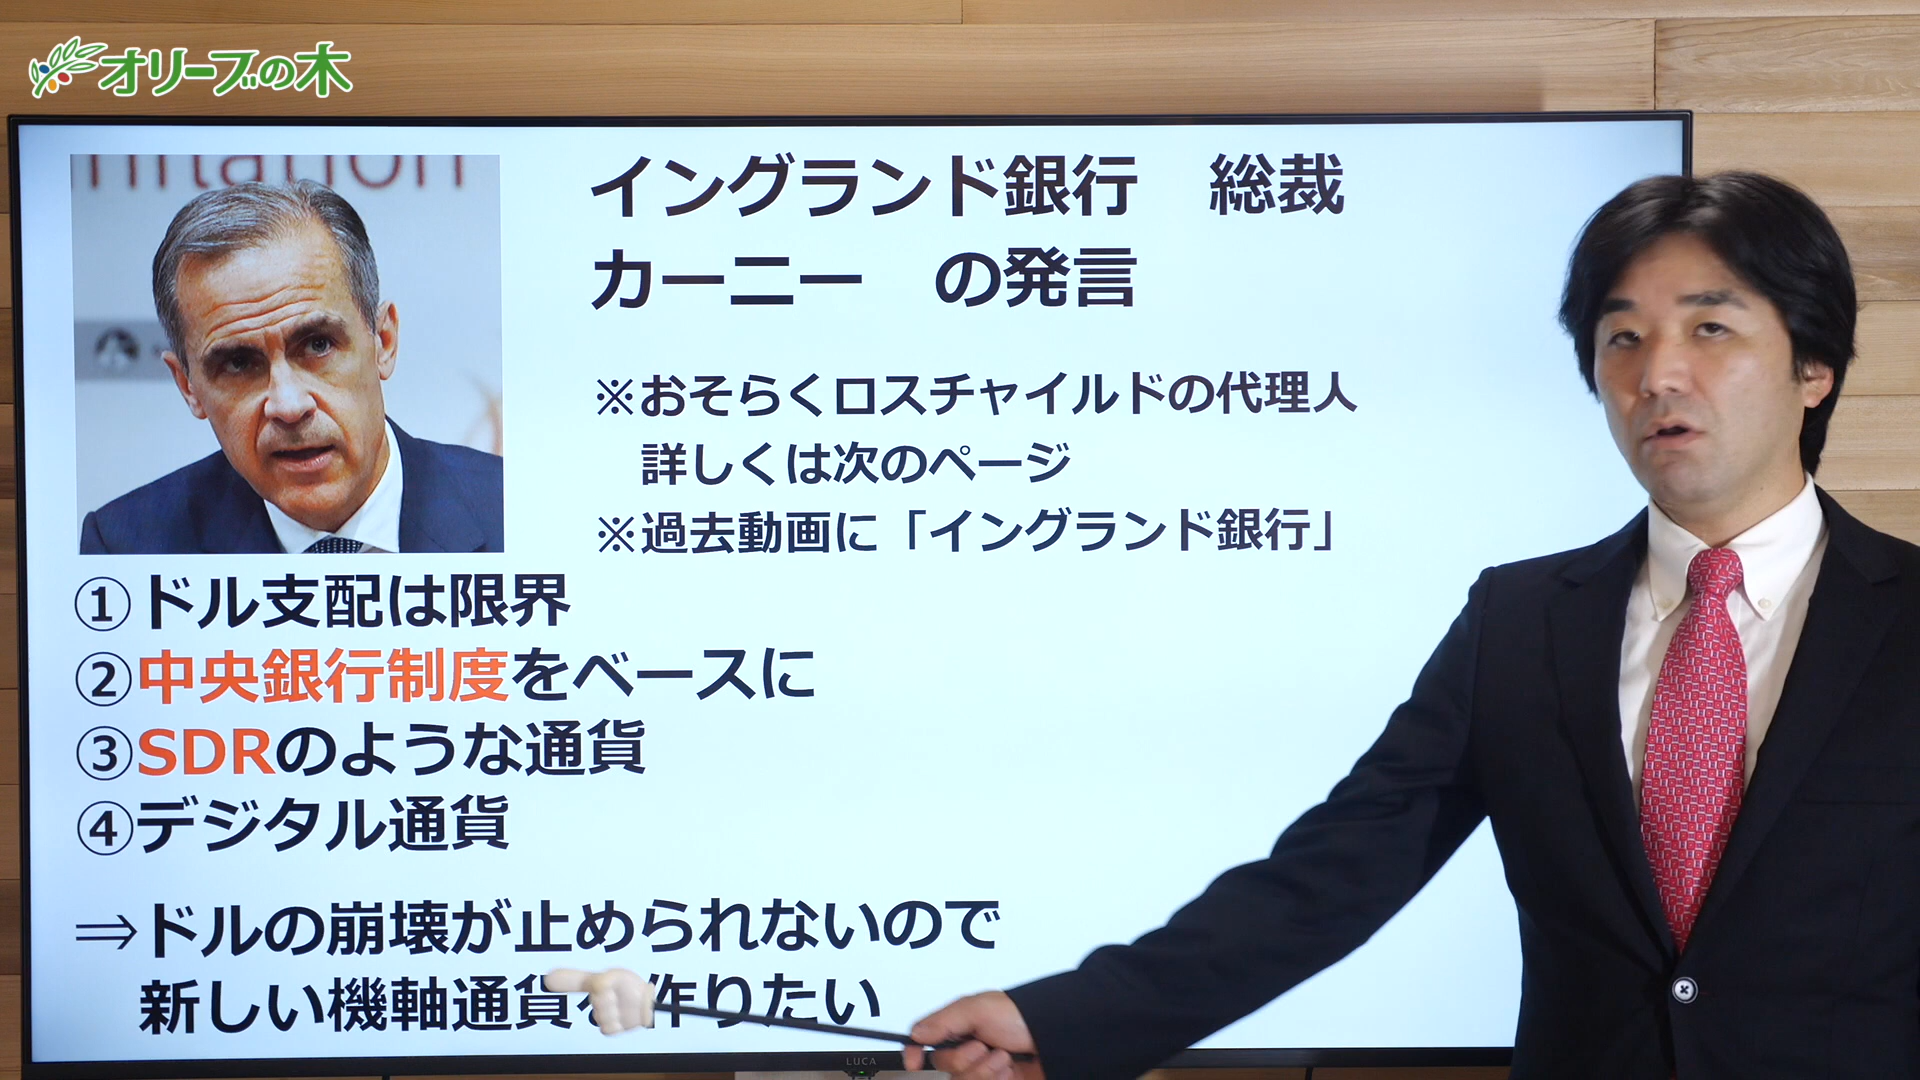 オリーブの木
イングランド銀行 総裁
カーニー の発言
※おそらくロスチャイルドの代理人
詳しくは次のページ
※過去動画に「イングランド銀行」
①ドル支配は限界
②中央銀行制度をベースに
③SDRのような通貨
④デジタル通貨
⇒ドルの崩壊が止められないので
新しい機軸通貨を作りたい
LUCA